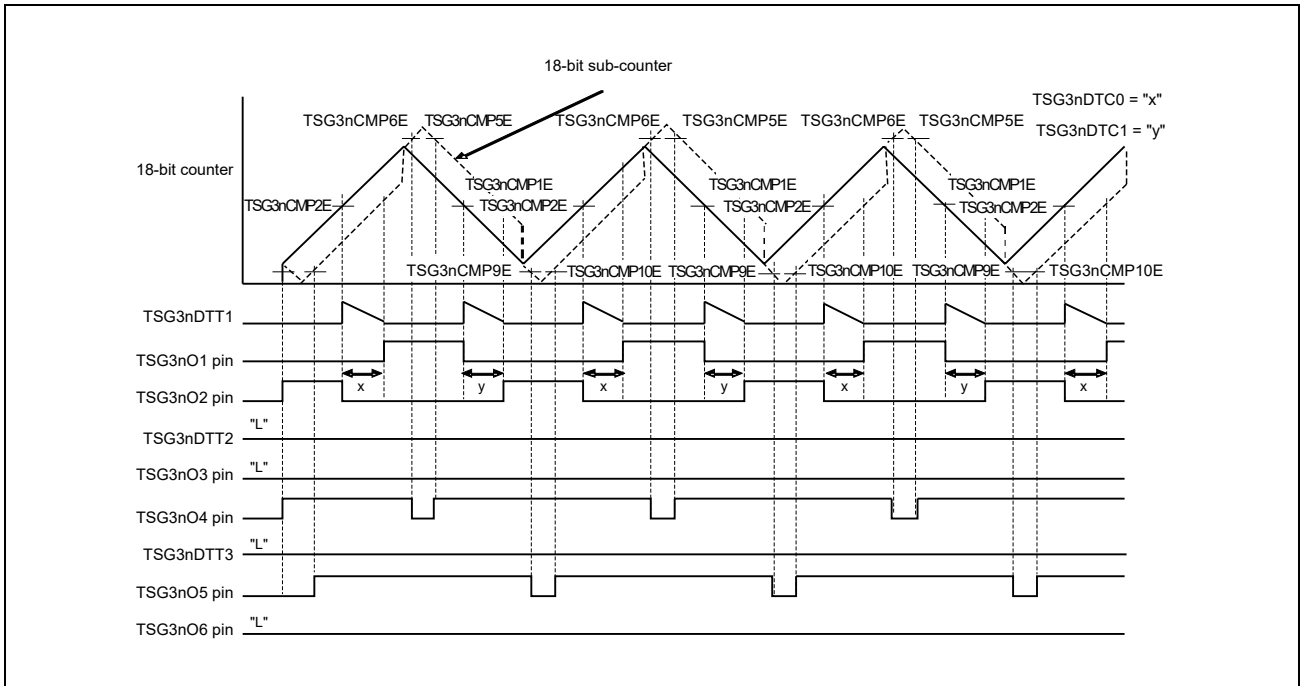 18-bit sub-counter
TSG3nDTC0 = "x"
TSG3nCMP6E TSG3nCMP5E TSG3nCMP6E TSG3nCMP5E TSG3nCMP6E TSG3nCMP5E
TSG3nDTC1 = "y"
18-bit counter
TSG3nCMP1E TSG3nCMP1E TSG3nCMP1E
TSG3nCMP2E TSG3nCMP2E TSG3nCMP2E TSG3nCMP2E
TSG3nCMP9E TSG3nCMP10E TSG3nCMP9E TSG3nCMP10E TSG3nCMP9E TSG3nCMP10E
TSG3nDTT1
TSG3nO1 pin
x y x y x y x
TSG3nO2 pin
"L"
TSG3nDTT2
"L"
TSG3nO3 pin
TSG3nO4 pin
"L"
TSG3nDTT3
TSG3nO5 pin
"L"
TSG3nO6 pin